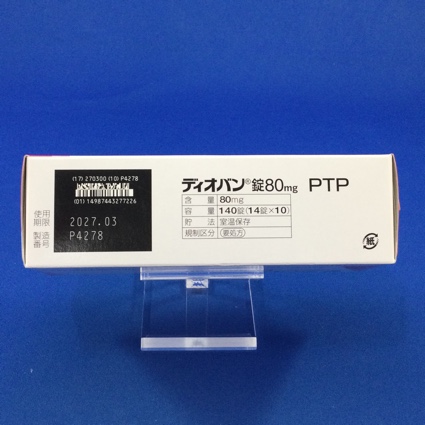 (17) 270300 (10) P4278
(01) 14987443277226
使用
期限
2027.03
製造
番号
P4278
ディオバン®錠80mg PTP
含 量 80mg
容 量 140錠(14錠×10)
貯 法 室温保存
規制区分 要処方
紙